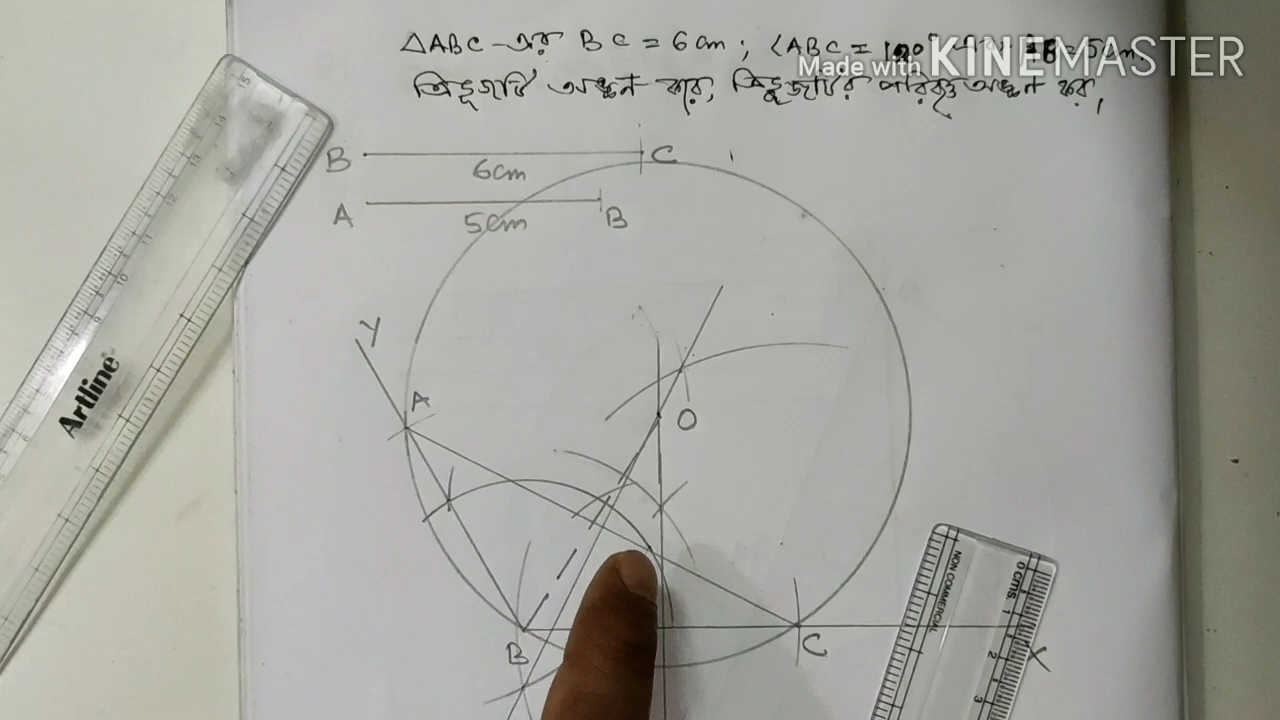 △ABC-এর BC = 6cm; ∠ABC = 120°
Made with KINEMASTER
ত্রিভুজটি অঙ্কন করে, ত্রিভুজটির পরিবৃত্ত অঙ্কন কর,
B C
6cm
A B
5cm
Y
A
O
B C X
Artline
NON COMMERCIAL
0 cms 1 2 3